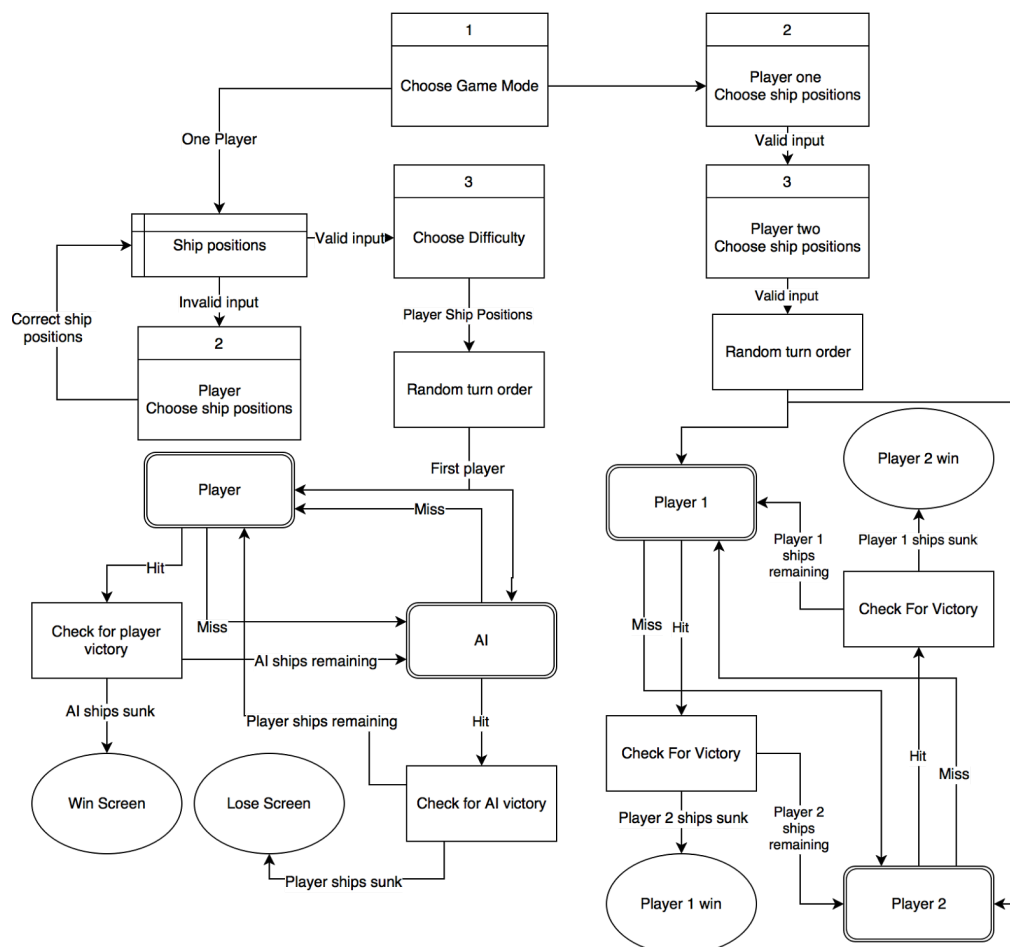 1
Choose Game Mode
2
Player one
Choose ship positions
One Player
Valid input
3
Choose Difficulty
3
Player two
Choose ship positions
Ship positions
Valid input
Invalid input
Correct ship
positions
2
Player
Choose ship positions
Player Ship Positions
Random turn order
Valid input
Random turn order
First player
Player
Miss
Hit
Check for player
victory
Miss
AI
AI ships remaining
AI ships sunk
Player ships remaining
Hit
Win Screen
Lose Screen
Check for AI victory
Player ships sunk
Player 2 win
Player 1
Player 1
ships
remaining
Player 1 ships sunk
Check For Victory
Miss
Hit
Check For Victory
Hit
Miss
Player 2 ships sunk
Player 2
ships
remaining
Player 1 win
Player 2